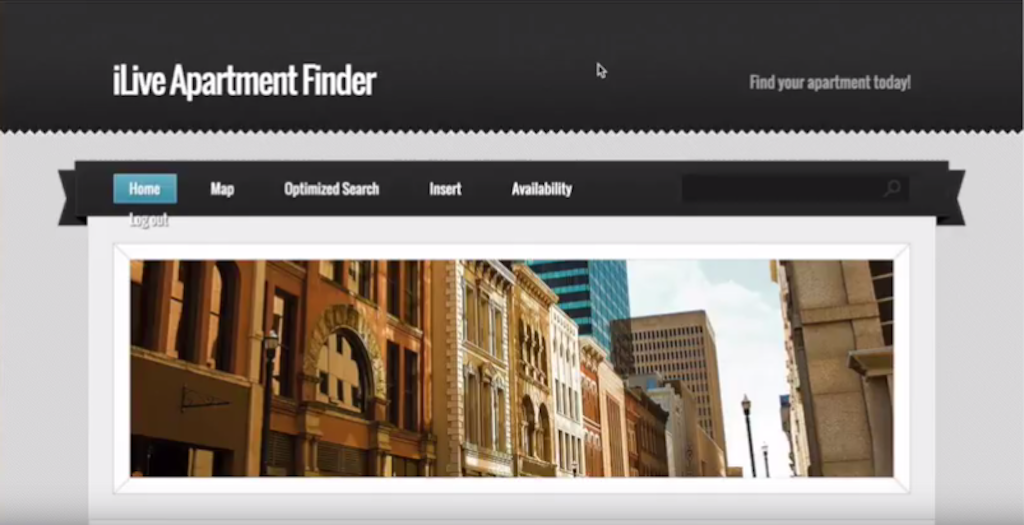 iLive Apartment Finder
Find your apartment today!
Home Map Optimized Search Insert Availability
Log out